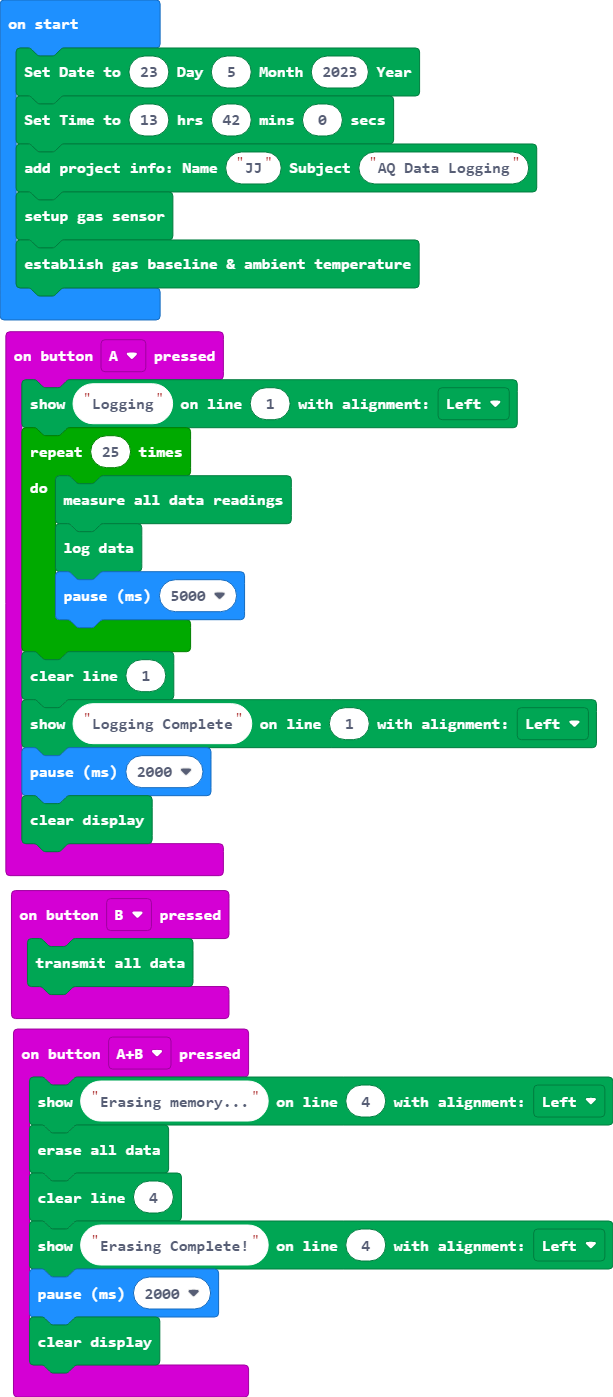 on start
Set Date to 23 Day 5 Month 2023 Year
Set Time to 13 hrs 42 mins 0 secs
add project info: Name "JJ" Subject "AQ Data Logging"
setup gas sensor
establish gas baseline & ambient temperature
on button A pressed
show "Logging" on line 1 with alignment: Left
repeat 25 times
do
measure all data readings
log data
pause (ms) 5000
clear line 1
show "Logging Complete" on line 1 with alignment: Left
pause (ms) 2000
clear display
on button B pressed
transmit all data
on button A+B pressed
show "Erasing memory..." on line 4 with alignment: Left
erase all data
clear line 4
show "Erasing Complete!" on line 4 with alignment: Left
pause (ms) 2000
clear display